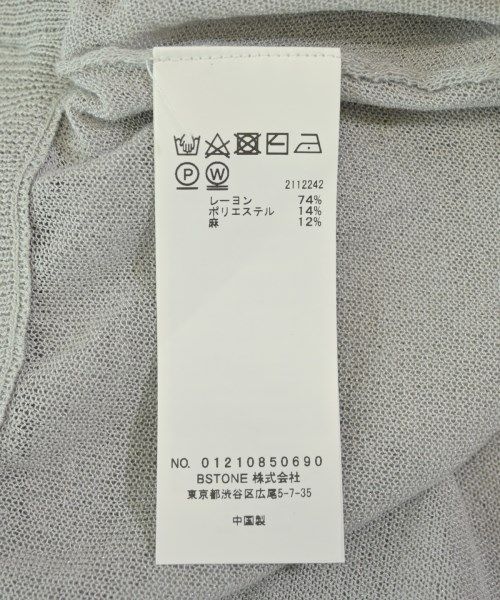 P W
2112242
レーヨン 74%
ポリエステル 14%
麻 12%
NO. 01210850690
BSTONE 株式会社
東京都渋谷区広尾5-7-35
中国製